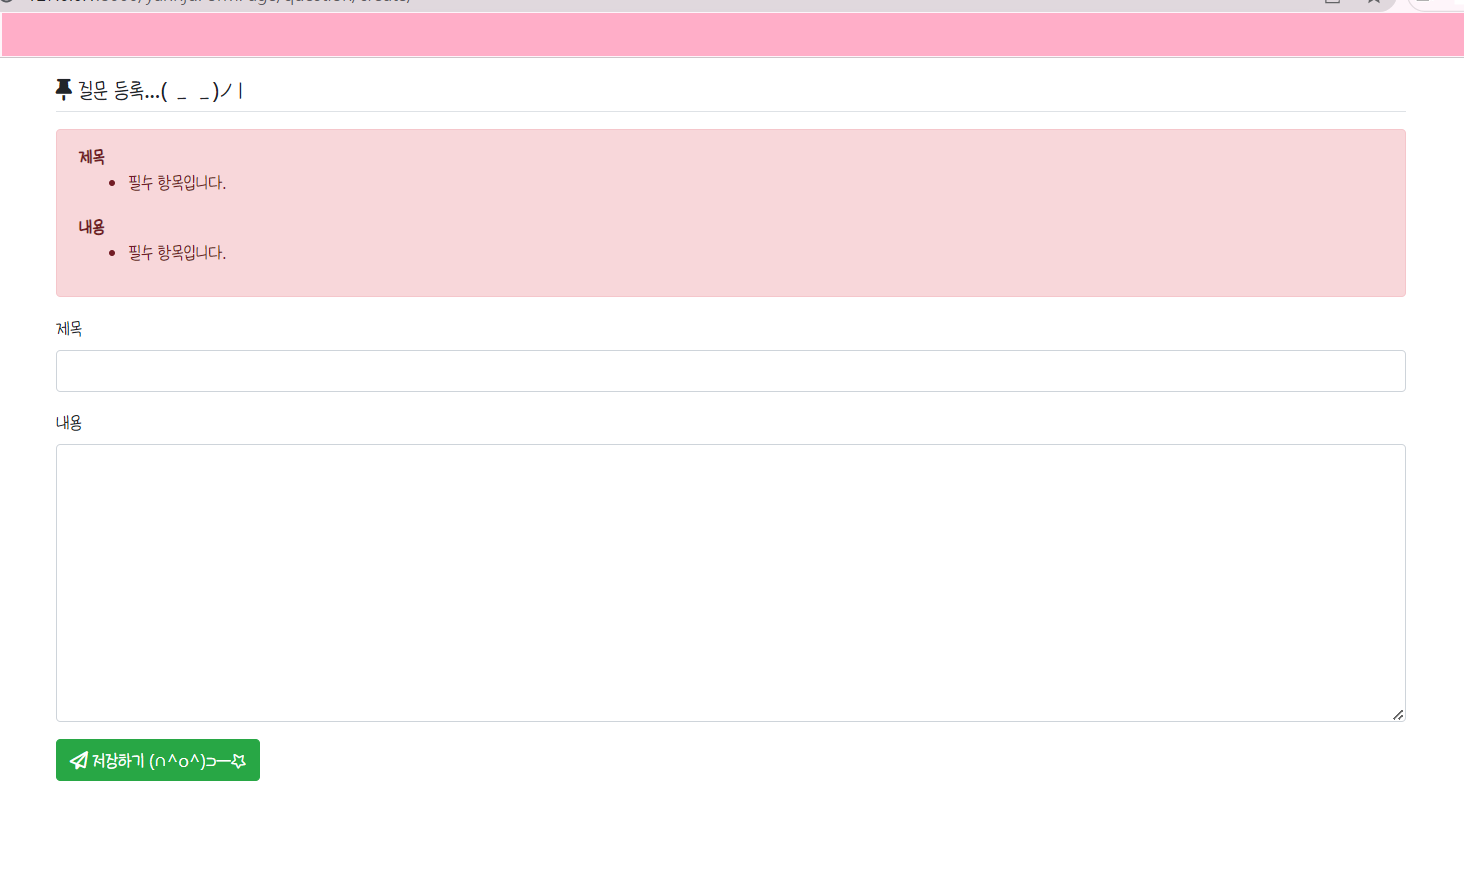 질문 등록...( _ _)ノ|
제목
필수 항목입니다.
내용
필수 항목입니다.
제목
내용
저장하기 (∩^o^)⊃━☆